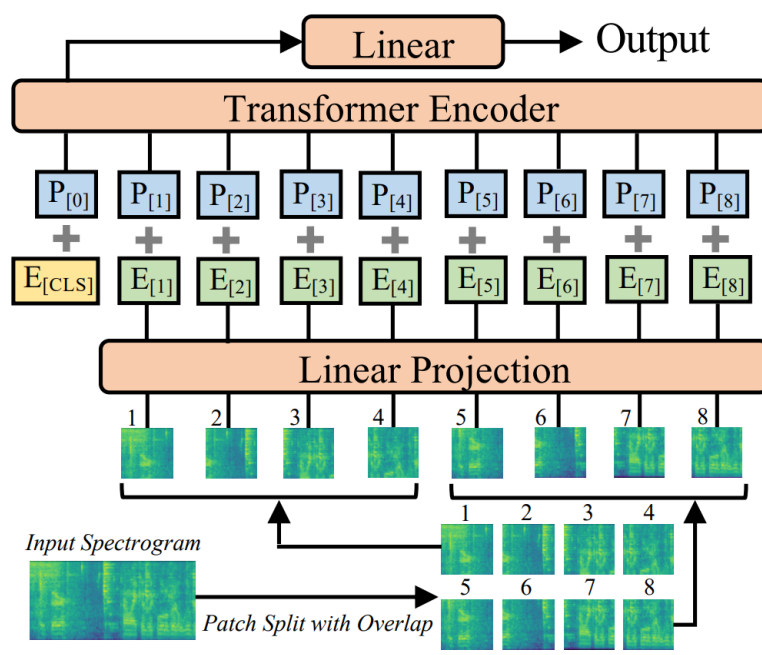 Linear Output
Transformer Encoder
P[0] P[1] P[2] P[3] P[4] P[5] P[6] P[7] P[8]
+ + + + + + + + +
E[CLS] E[1] E[2] E[3] E[4] E[5] E[6] E[7] E[8]
Linear Projection
1 2 3 4 5 6 7 8
1 2 3 4
Input Spectrogram
5 6 7 8
Patch Split with Overlap